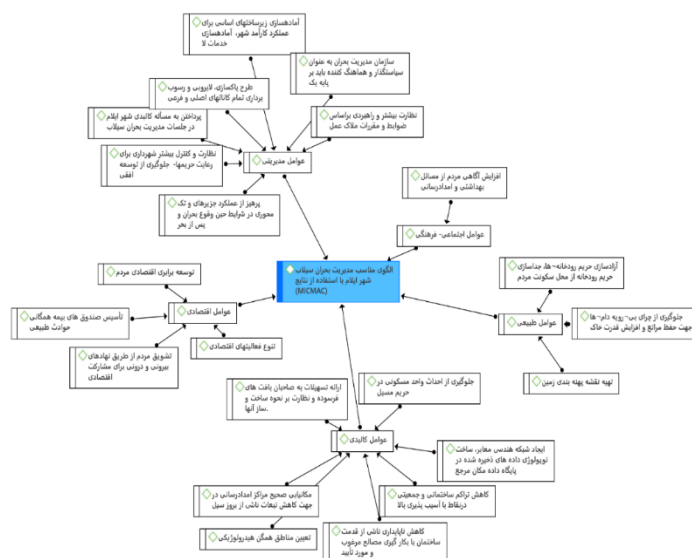 آماده‎سازی زیرساختهای اساسی برای
عملکرد کارآمد شهر، آماده‎سازی
خدمات لا
سازمان مدیریت بحران به عنوان
سیاستگذار و هماهنگ کننده باید بر
پایه یک
طرح پاکسازی، لایروبی و رسوب
برداری تمام کانالهای اصلی و فرعی
پرداختن به مسأله کالبدی شهر ایلام
در جلسات مدیریت بحران سیلاب
نظارت بیشتر و راهبردی براساس
ضوابط و مقررات ملاک عمل
نظارت و کنترل بیشتر شهرداری برای
رعایت حریمها- جلوگیری از توسعه
افقی
عوامل مدیریتی
پرهیز از عملکرد جزیره‎ای و تک
محوری در شرایط حین وقوع بحران و
پس از بحر
افزایش آگاهی مردم از مسائل
بهداشتی و امدادرسانی
عوامل اجتماعی- فرهنگی
الگوی مناسب مدیریت بحران سیلاب
شهر ایلام با استفاده از نتایج
(MICMAC)
آزادسازی حریم رودخانه¬ها، جداسازی
حریم رودخانه از محل سکونت مردم
عوامل طبیعی
جلوگیری از چرای بی¬رویه دام¬ها
جهت حفظ مراتع و افزایش قدرت خاک
تهیه نقشه پهنه بندی زمین
توسعه برابری اقتصادی مردم
عوامل اقتصادی
تأسیس صندوق های بیمه همگانی
حوادث طبیعی
تنوع فعالیتهای اقتصادی
تشویق مردم از طریق نهادهای
بیرونی و درونی برای مشارکت
اقتصادی
جلوگیری از احداث واحد مسکونی در
حریم مسیل
ارائه تسهیلات به صاحبان بافت های
فرسوده و نظارت بر نحوه ساخت و
ساز آنها.
عوامل کالبدی
ایجاد شبکه هندسی معابر، ساخت
توپولوژی داده های ذخیره شده در
پایگاه داده مکان مرجع
کاهش تراکم ساختمانی و جمعیتی
درنقاط با آسیب پذیری بالا
مکانیابی صحیح مراکز امدادرسانی در
جهت کاهش تبعات ناشی از بروز سیل
تعیین مناطق همگن هیدرولوژیکی
کاهش ناپایداری ناشی از قدمت
ساختمان با بکار گیری مصالح مرغوب
و مورد تأیید